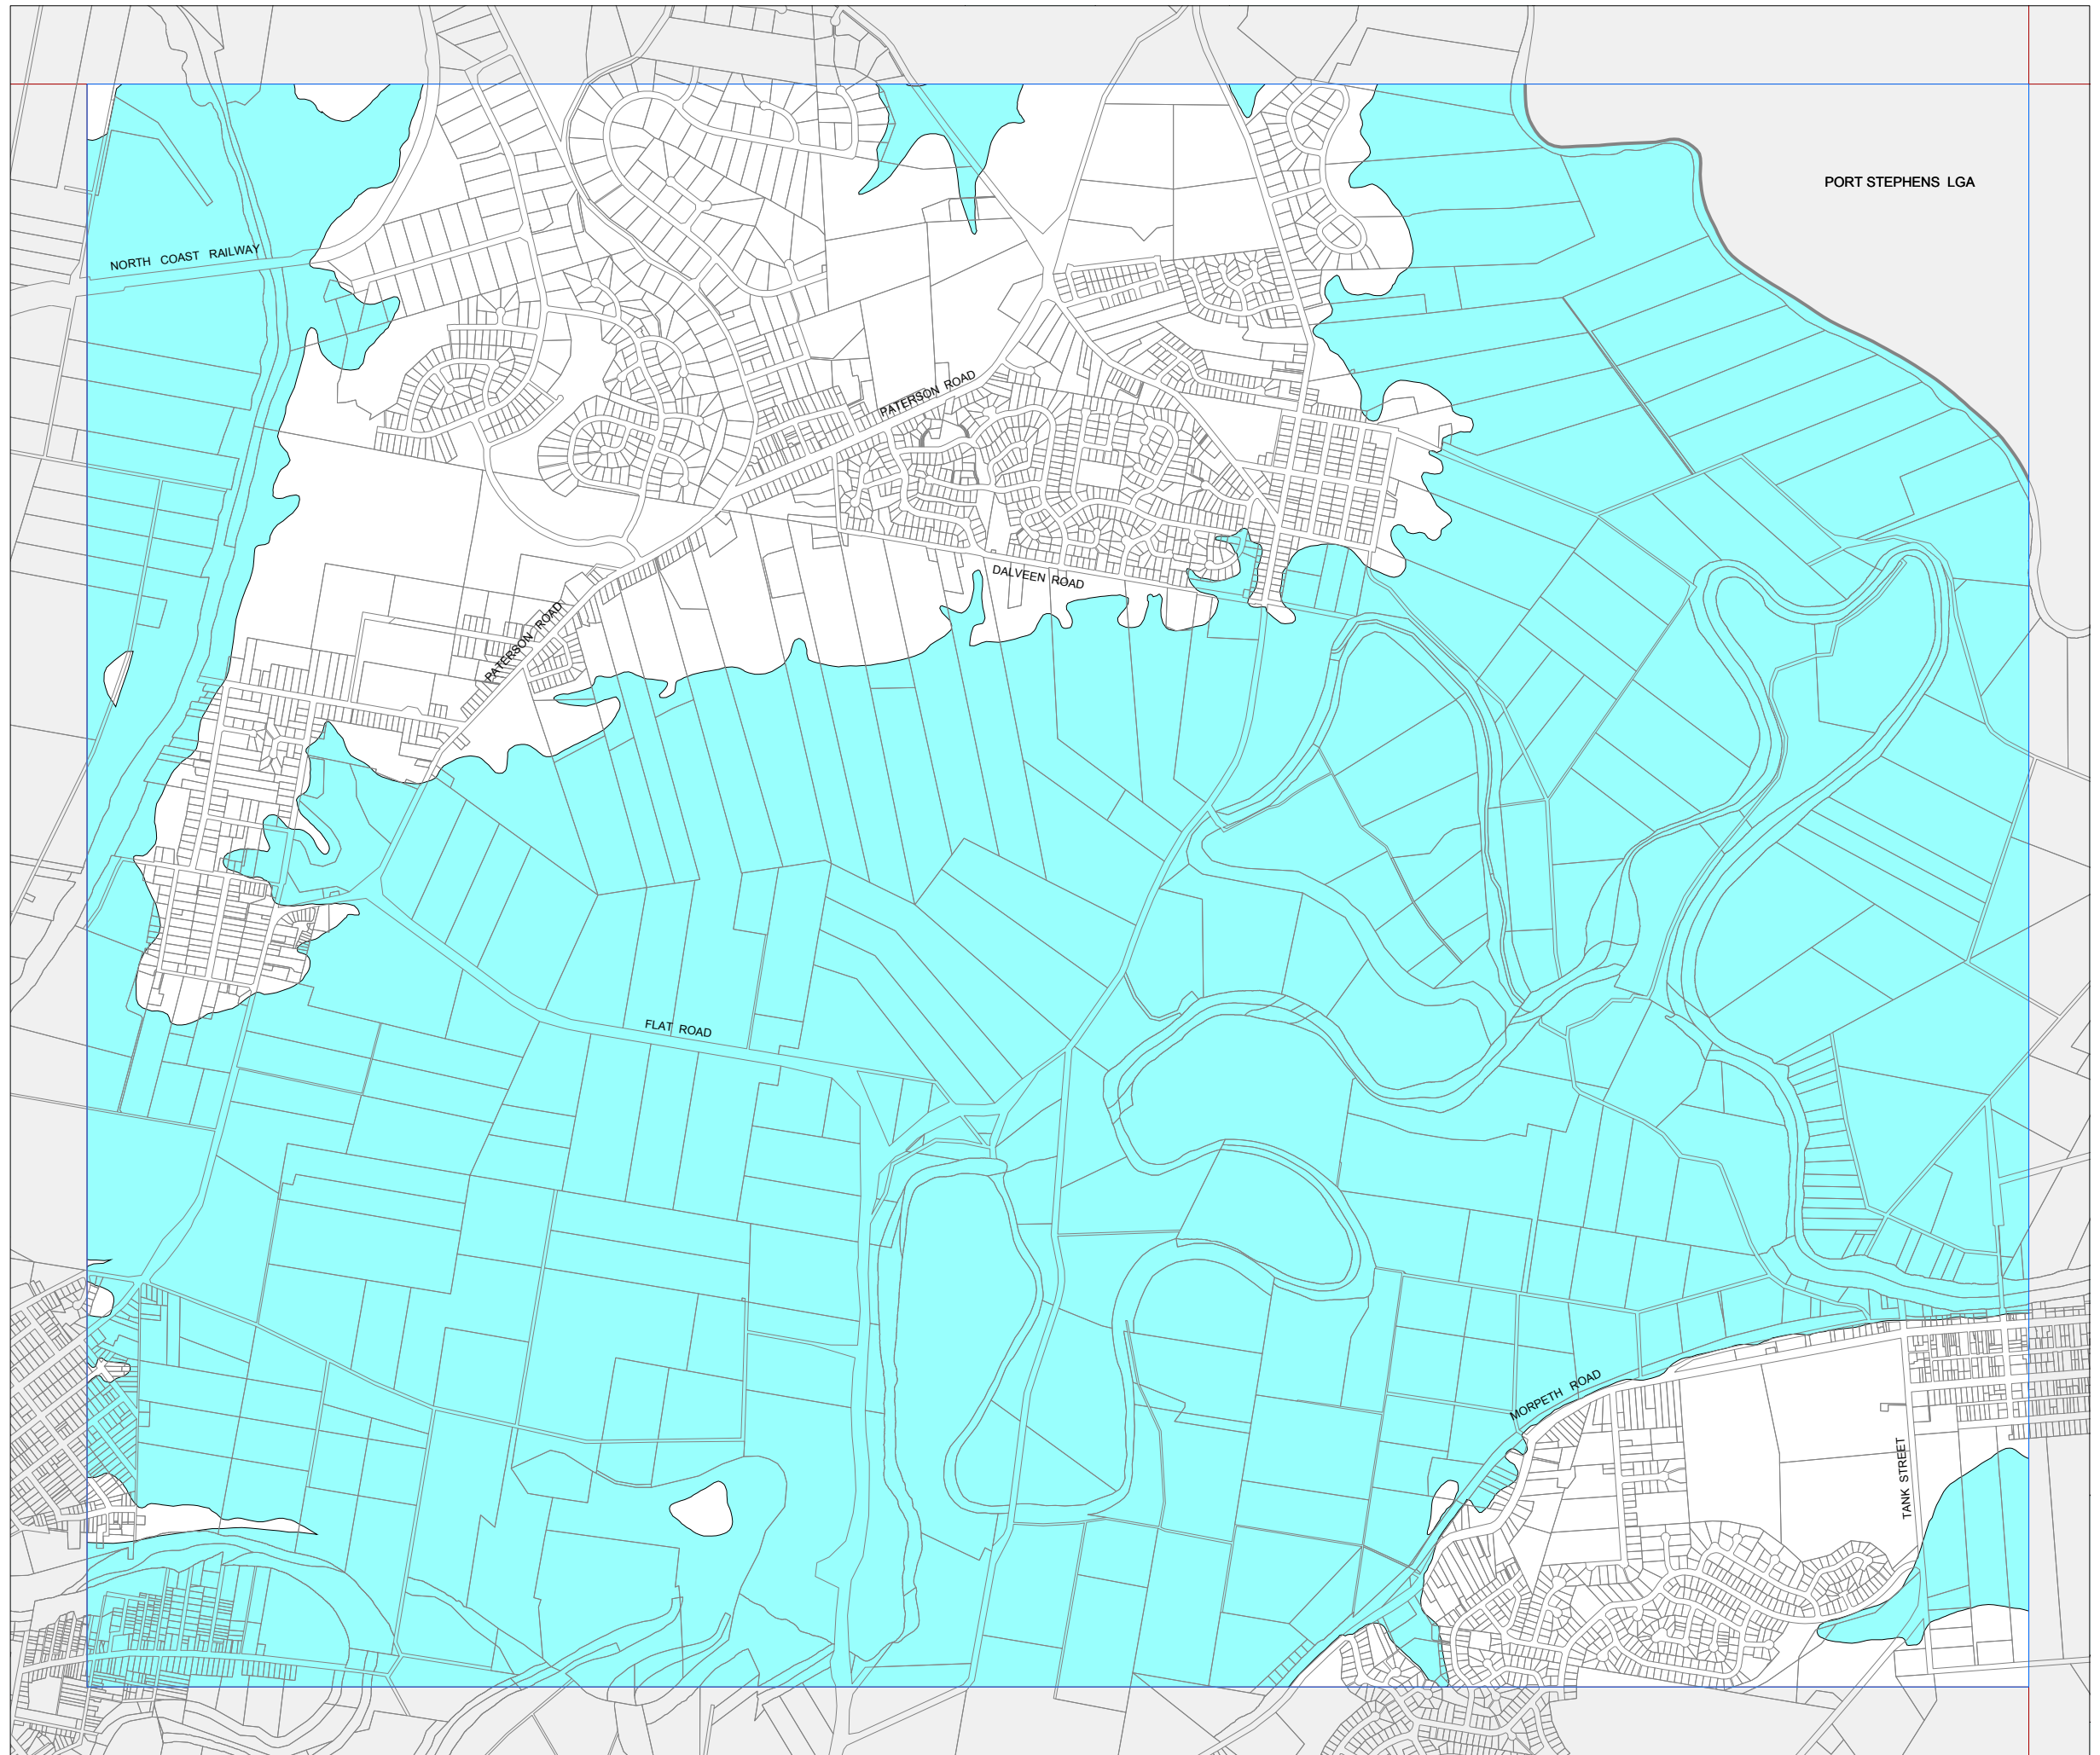 PORT STEPHENS LGA
NORTH COAST RAILWAY
PATERSON ROAD
DALVEEN ROAD
PATERSON ROAD
FLAT ROAD
MORPETH ROAD
TANK STREET